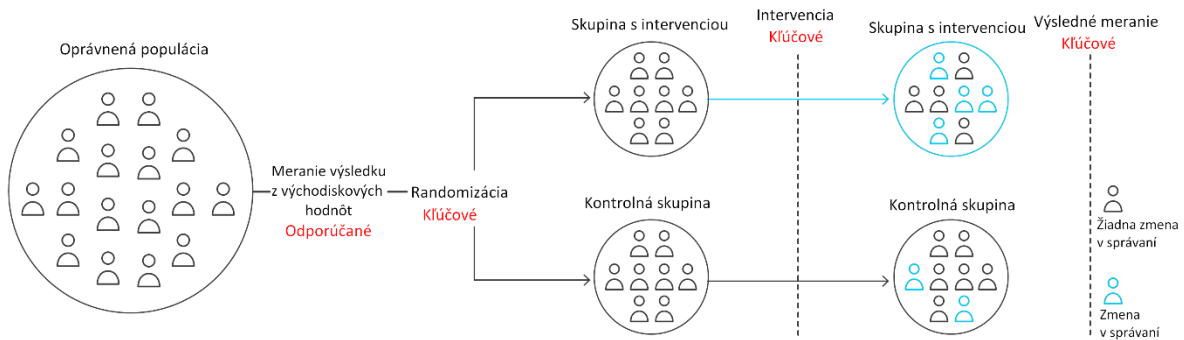 Oprávnená populácia
Meranie výsledku
z východiskových
hodnôt
Odporúčané
Randomizácia
Kľúčové
Skupina s intervenciou
Kontrolná skupina
Intervencia
Kľúčové
Skupina s intervenciou
Kontrolná skupina
Výsledné meranie
Kľúčové
Žiadna zmena
v správaní
Zmena
v správaní